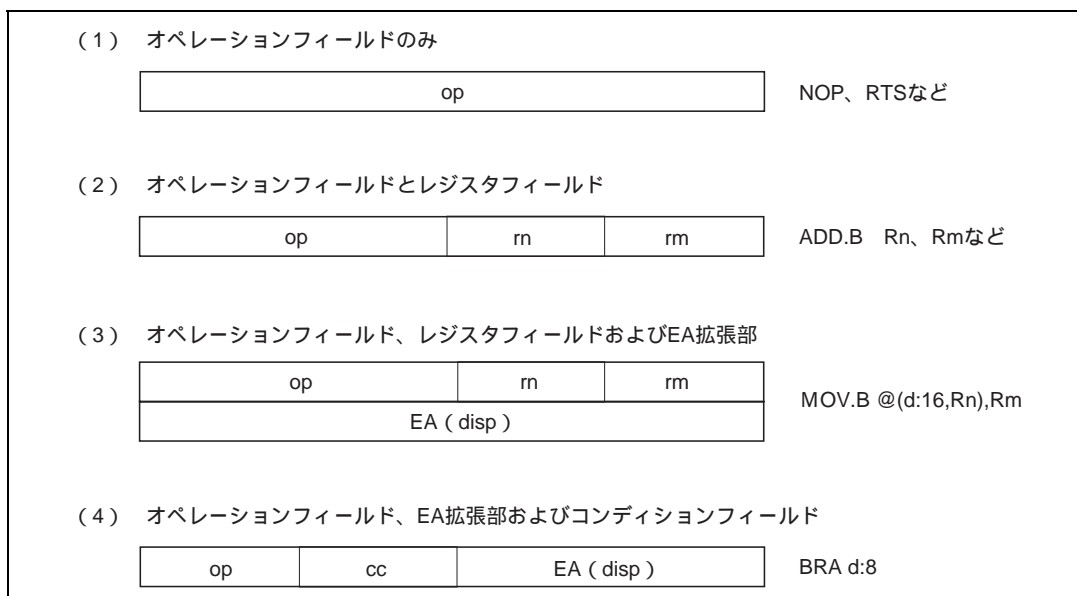 （1） オペレーションフィールドのみ
op
NOP、RTSなど
（2） オペレーションフィールドとレジスタフィールド
op rn rm ADD.B Rn、Rmなど
（3） オペレーションフィールド、レジスタフィールドおよびEA拡張部
op rn rm
EA（disp）
MOV.B @(d:16,Rn),Rm
（4） オペレーションフィールド、EA拡張部およびコンディションフィールド
op cc EA（disp） BRA d:8